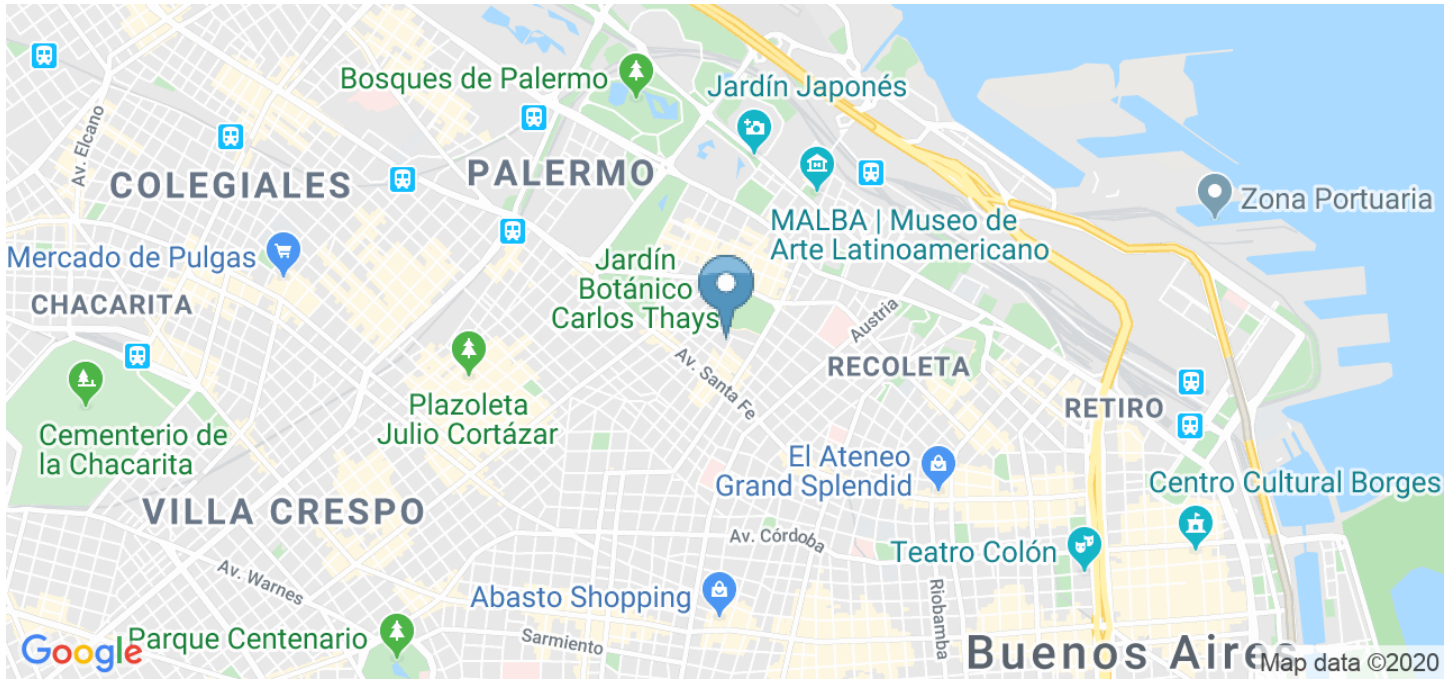 Bosques de Palermo
Jardín Japonés
Av. Elcano
PALERMO
COLEGIALES
Zona Portuaria
MALBA | Museo de
Arte Latinoamericano
Mercado de Pulgas
Jardín
Botánico
Carlos Thays
CHACARITA
Austria
Av. Santa Fe
RECOLETA
RETIRO
Plazoleta
Julio Cortázar
Cementerio de
la Chacarita
El Ateneo
Grand Splendid
Centro Cultural Borges
VILLA CRESPO
Av. Córdoba
Teatro Colón
Av. Warnes
Abasto Shopping
Riobamba
Parque Centenario
Sarmiento
Buenos Aires
Google
Map data ©2020